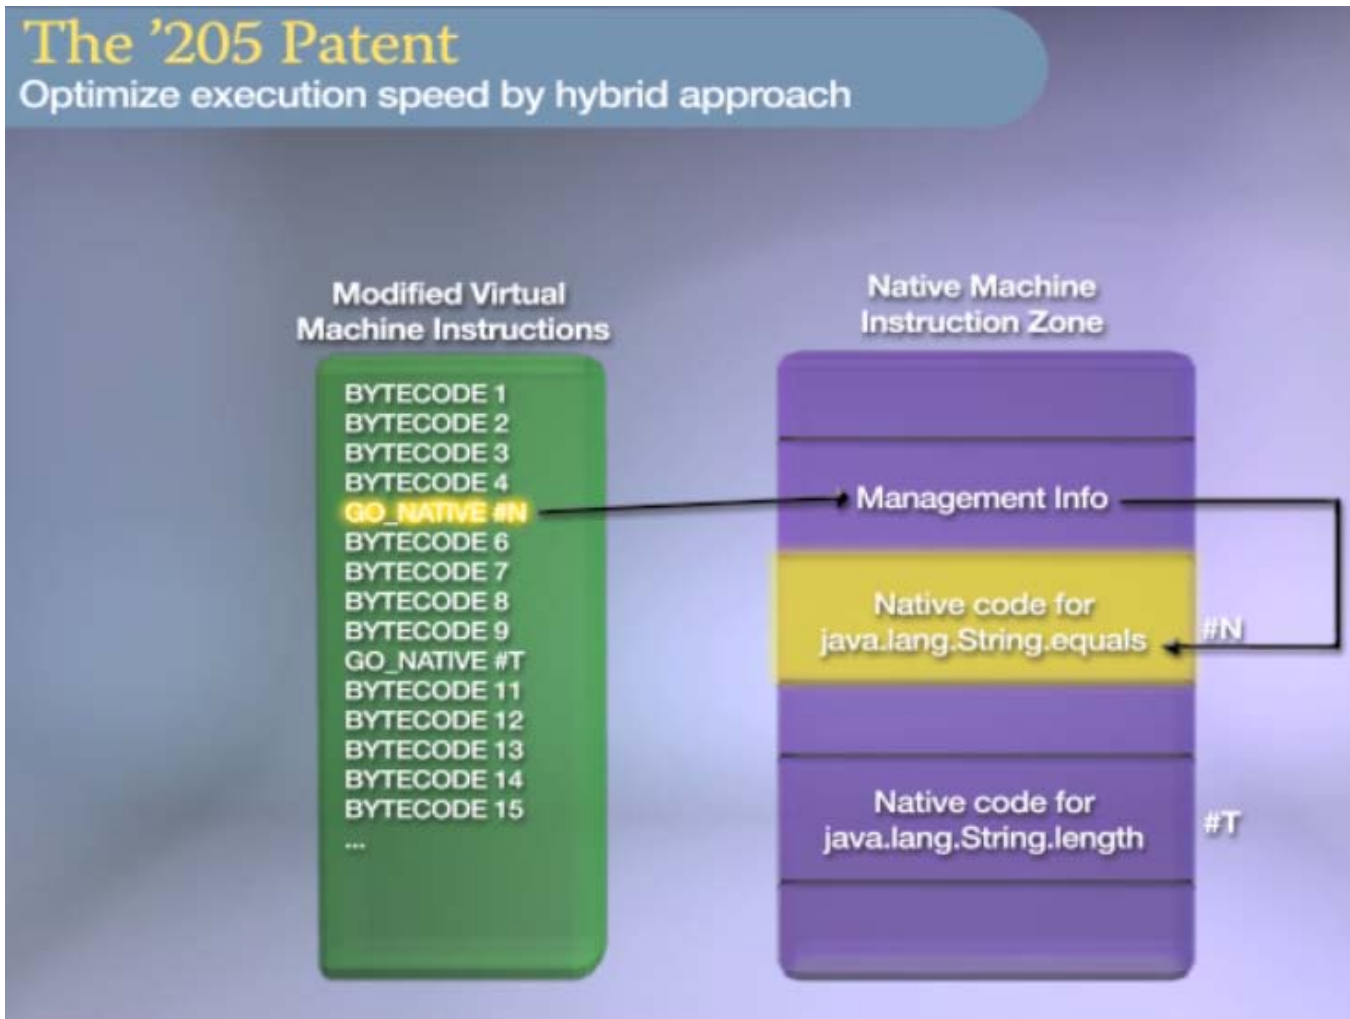 The ’205 Patent
Optimize execution speed by hybrid approach
Modified Virtual
Machine Instructions
BYTECODE 1
BYTECODE 2
BYTECODE 3
BYTECODE 4
GO_NATIVE #N
BYTECODE 6
BYTECODE 7
BYTECODE 8
BYTECODE 9
GO_NATIVE #T
BYTECODE 11
BYTECODE 12
BYTECODE 13
BYTECODE 14
BYTECODE 15
...
Native Machine
Instruction Zone
Management Info
Native code for
java.lang.String.equals
#N
Native code for
java.lang.String.length
#T